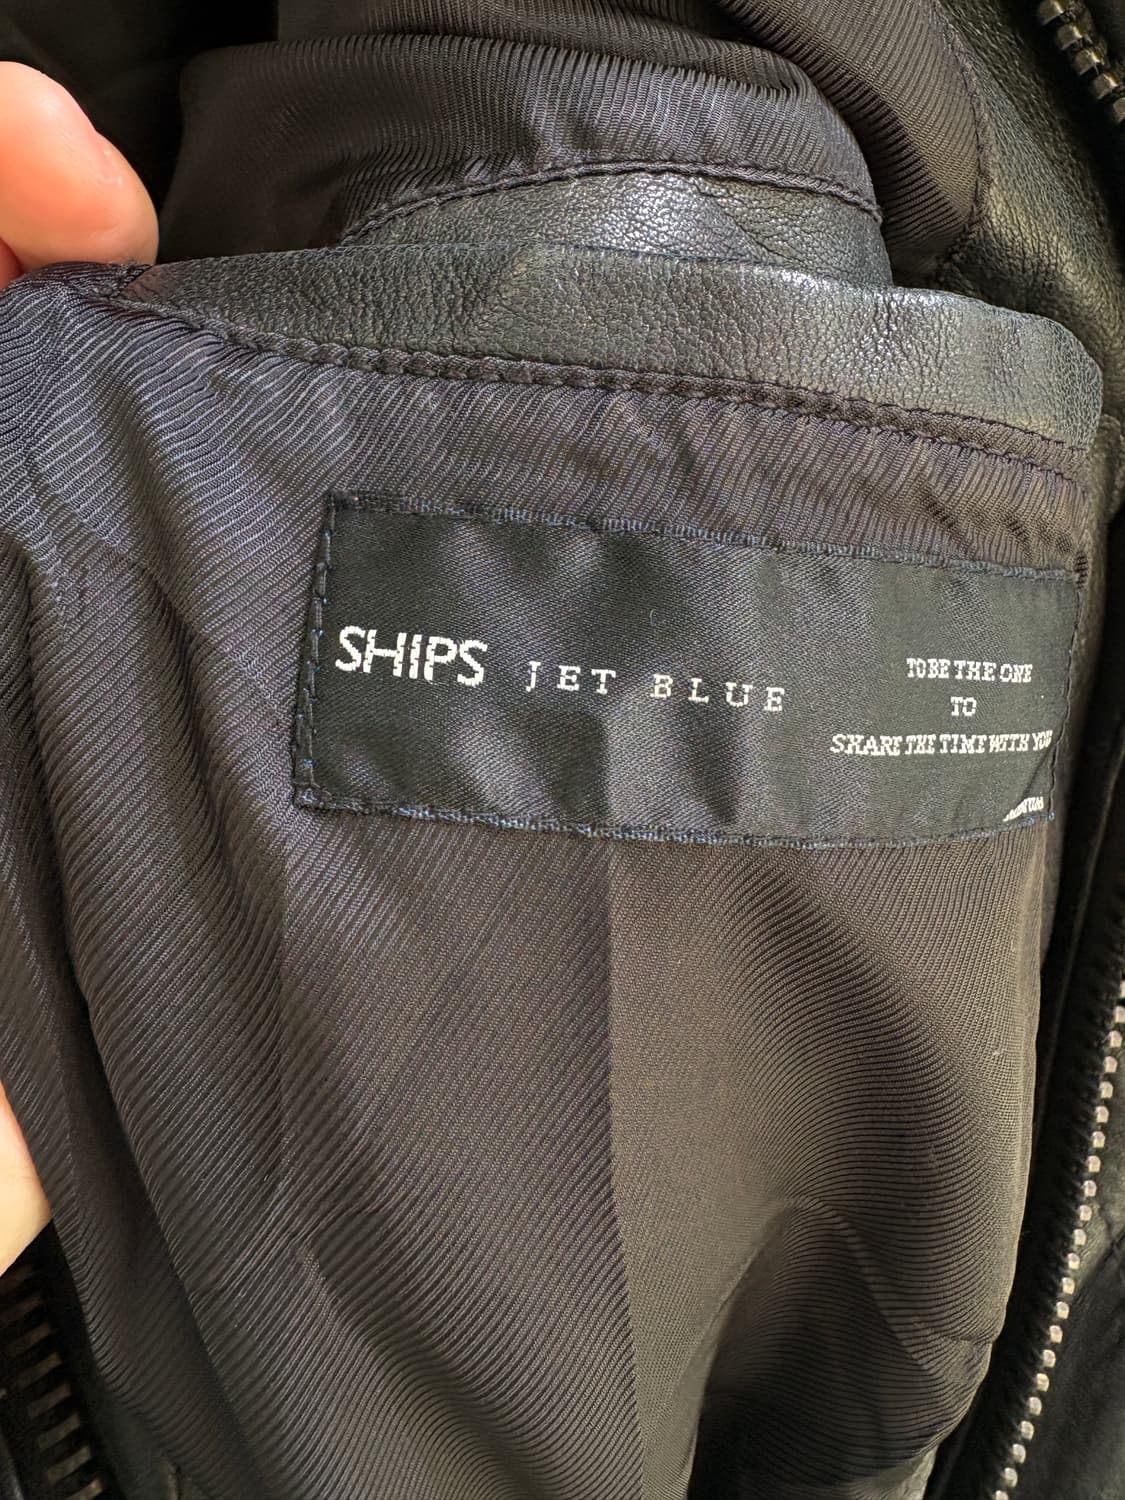 SHIPS JET BLUE
TO BE THE ONE
TO
SHARE THE TIME WITH YOU